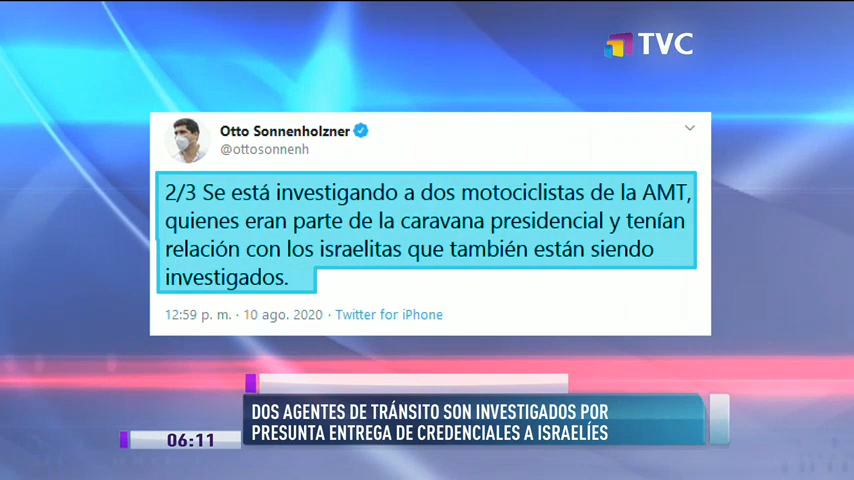 TVC
Otto Sonnenholzner
@ottosonnenh
2/3 Se está investigando a dos motociclistas de la AMT,
quienes eran parte de la caravana presidencial y tenían
relación con los israelitas que también están siendo
investigados.
12:59 p. m. · 10 ago. 2020 · Twitter for iPhone
DOS AGENTES DE TRÁNSITO SON INVESTIGADOS POR
PRESUNTA ENTREGA DE CREDENCIALES A ISRAELÍES
06:11